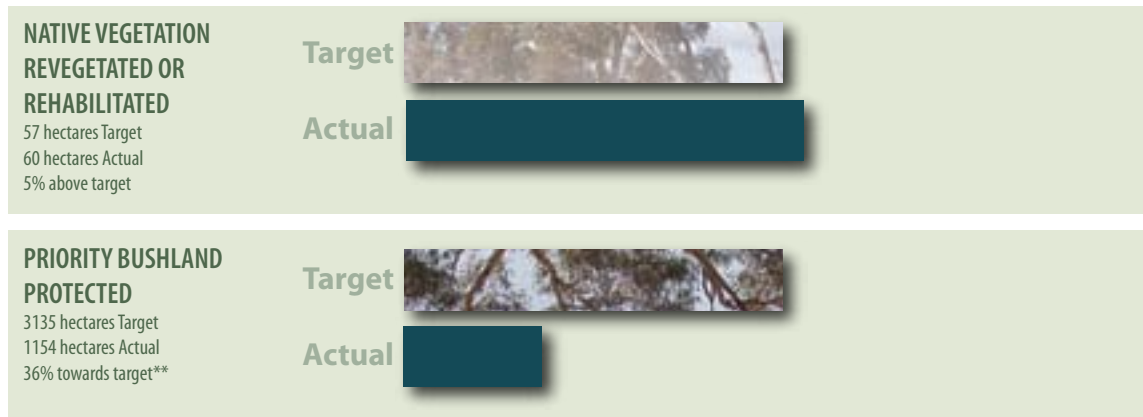 NATIVE VEGETATION
REVEGETATED OR
REHABILITATED
57 hectares Target
60 hectares Actual
5% above target
Target
Actual
PRIORITY BUSHLAND
PROTECTED
3135 hectares Target
1154 hectares Actual
36% towards target**
Target
Actual